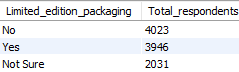 Limited_edition_packaging Total_respondents
No 4023
Yes 3946
Not Sure 2031